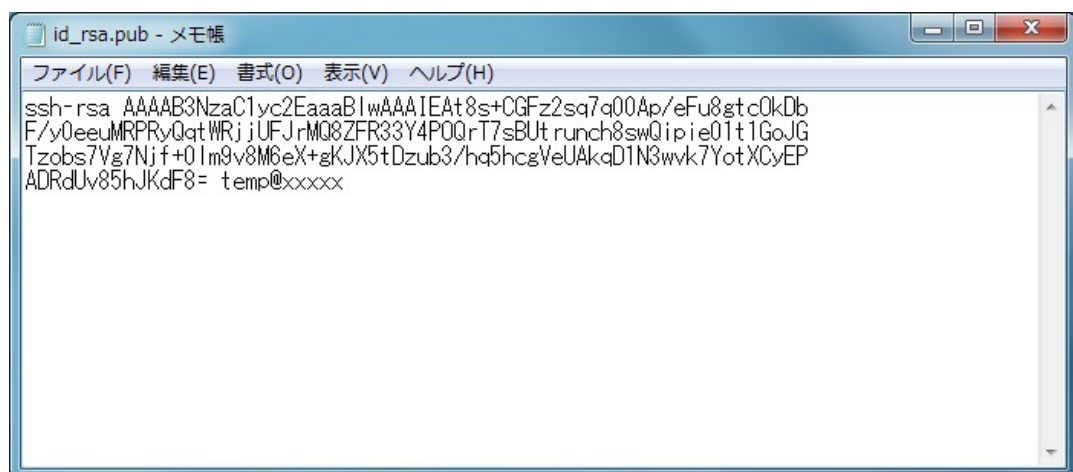 id_rsa.pub - メモ帳
ファイル(F) 編集(E) 書式(O) 表示(V) ヘルプ(H)
ssh-rsa AAAAB3NzaC1yc2EaaaBIwAAAIEAt8s+CGFz2sq7q00Ap/eFu8gtc0kDb
F/y0eeuMRPRyQqtWRjjUFJrMQ8ZFR33Y4POQrT7sBUtrunch8swQipie01t1GoJG
Tzobs7Vg7Njf+0Im9v8M6eX+gKJX5tDzub3/hq5hcgVeUAkqD1N3wvk7YotXCyEP
ADRdUv85hJKdF8= temp@xxxxx